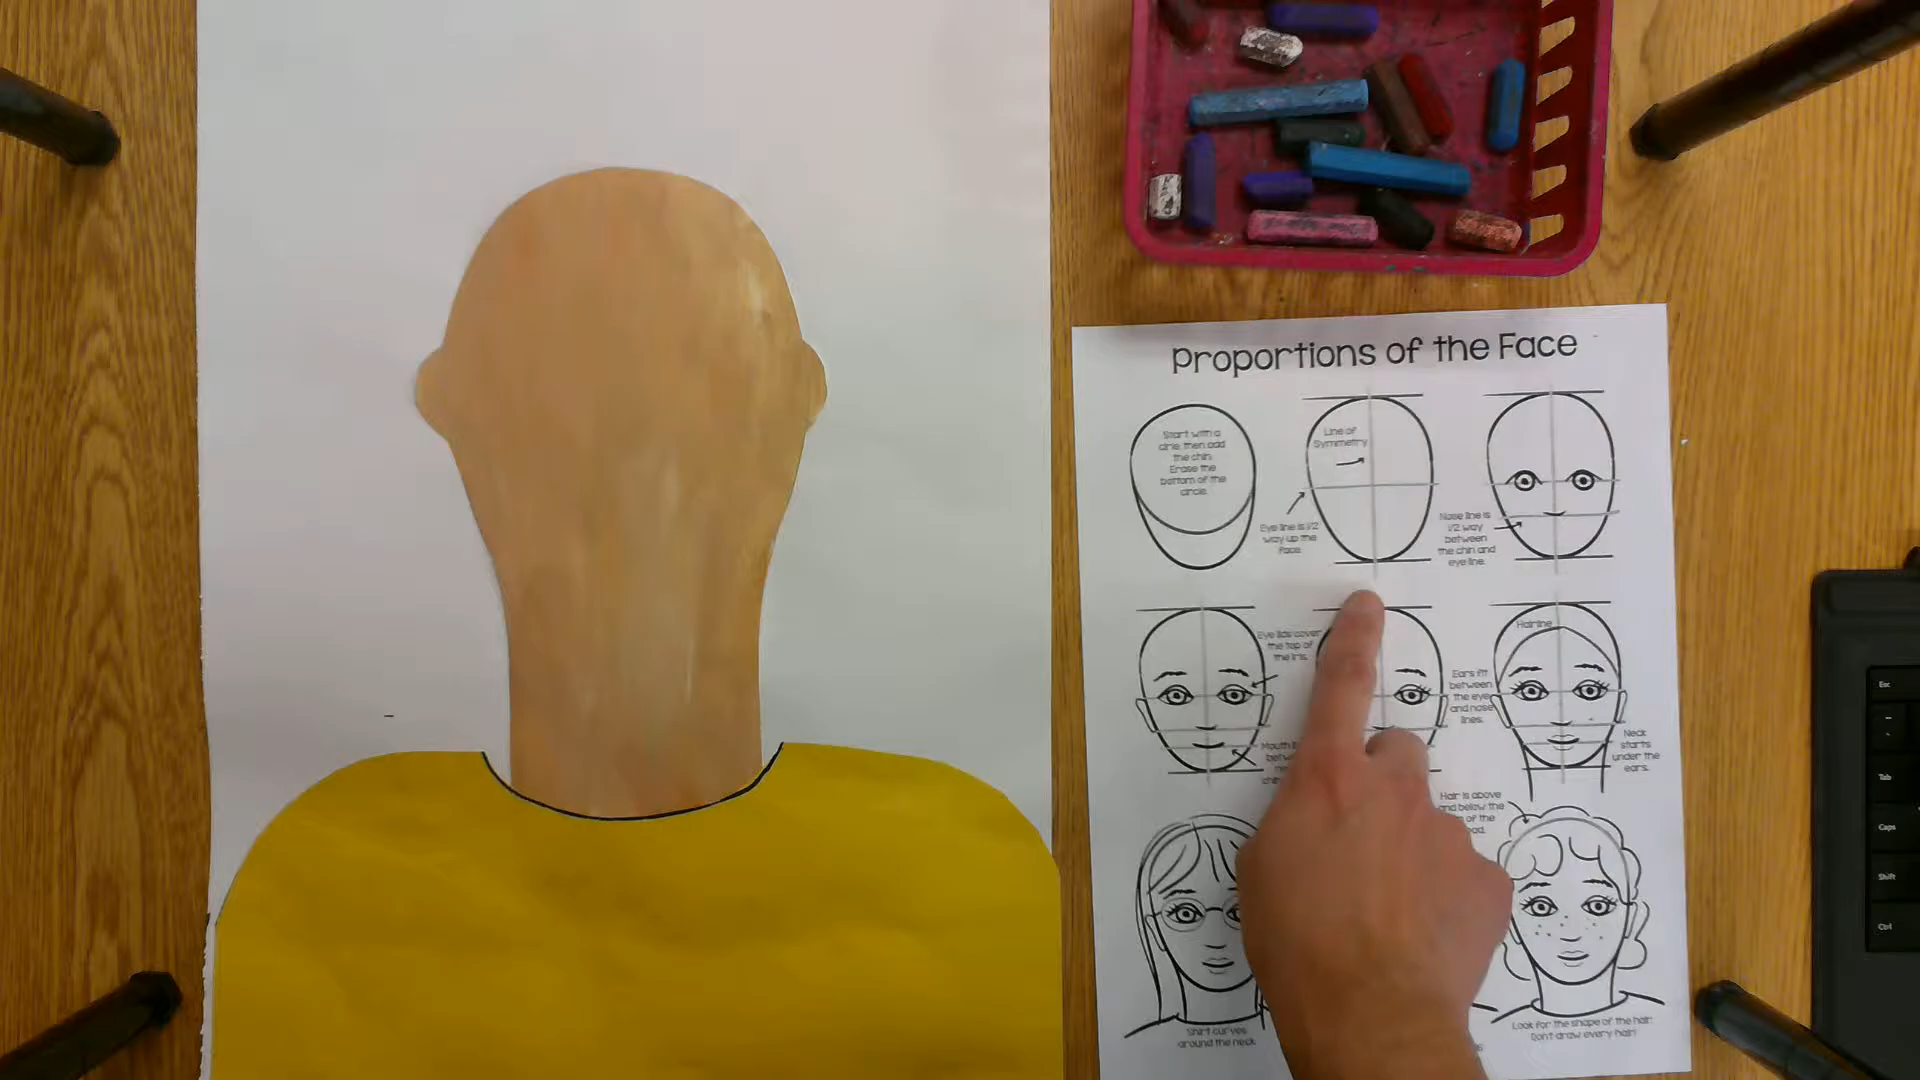 Proportions of the Face
Start with a
circle then add
the chin.
Erase the
bottom of the
circle.
Line of
Symmetry
Eye line is 1/2
way up the
face.
Nose line is
1/2 way
between
the chin and
eye line.
Eye lids cover
the top of
the iris.
Mouth
Ears fit
between
the eye
and nose
lines.
Hairline
Neck
starts
under the
ears.
Shirt curves
around the neck
Hair is above
and below the
of the
Look for the shape of the hair.
Don't draw every hair!
Esc
Tab
Caps
Shift
Ctrl